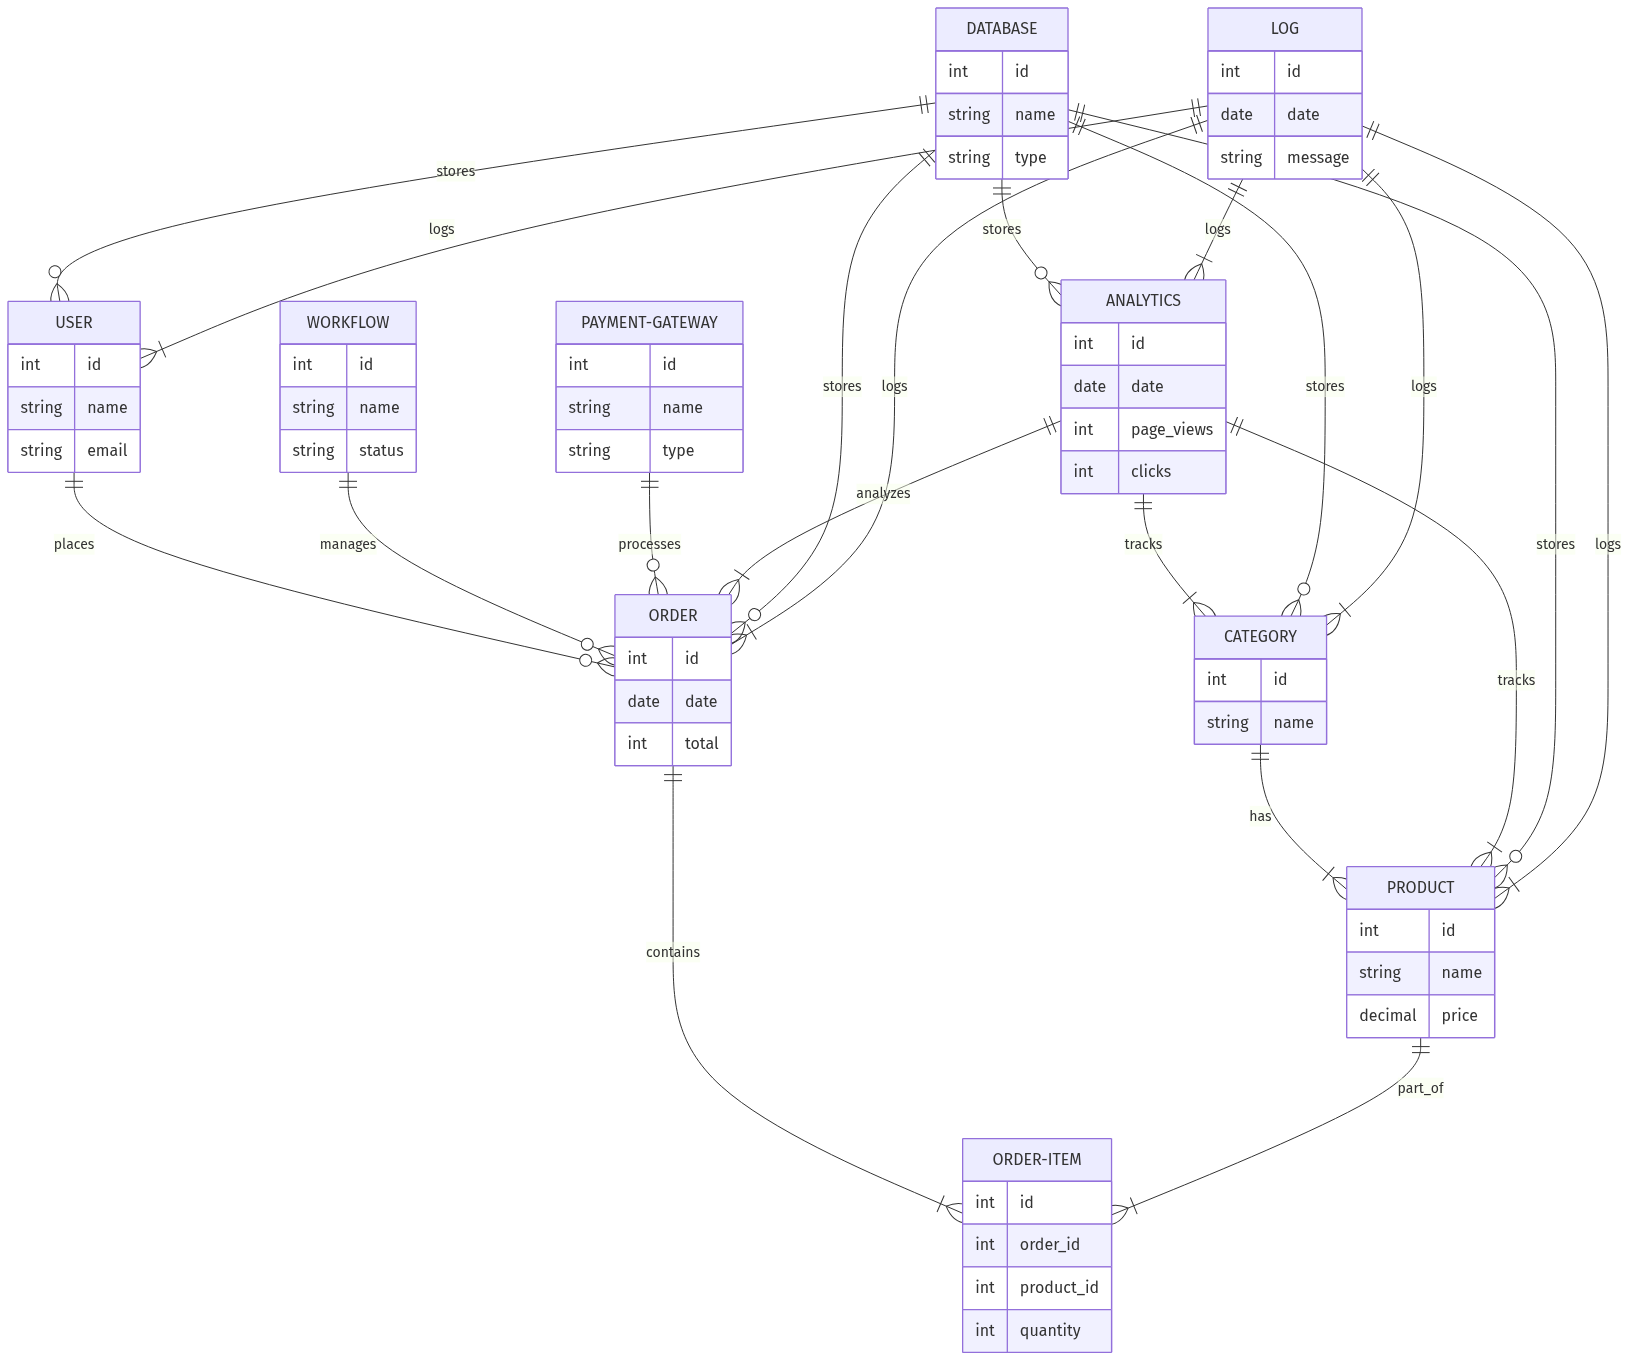 DATABASE
int id
string name
string type
LOG
int id
date date
string message
stores
logs
stores
logs
USER
int id
string name
string email
WORKFLOW
int id
string name
string status
PAYMENT-GATEWAY
int id
string name
string type
ANALYTICS
int id
date date
int page_views
int clicks
stores
logs
stores
logs
analyzes
places
manages
processes
tracks
stores
logs
ORDER
int id
date date
int total
CATEGORY
int id
string name
tracks
has
PRODUCT
int id
string name
decimal price
contains
part_of
ORDER-ITEM
int id
int order_id
int product_id
int quantity